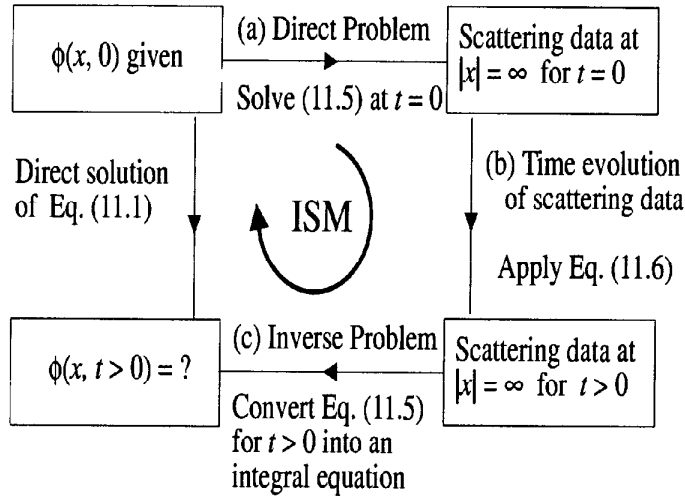 ϕ(x, 0) given
(a) Direct Problem
Solve (11.5) at t = 0
Scattering data at
|x| = ∞ for t = 0
Direct solution
of Eq. (11.1)
ISM
(b) Time evolution
of scattering data
Apply Eq. (11.6)
ϕ(x, t > 0) = ?
(c) Inverse Problem
Convert Eq. (11.5)
for t > 0 into an
integral equation
Scattering data at
|x| = ∞ for t > 0